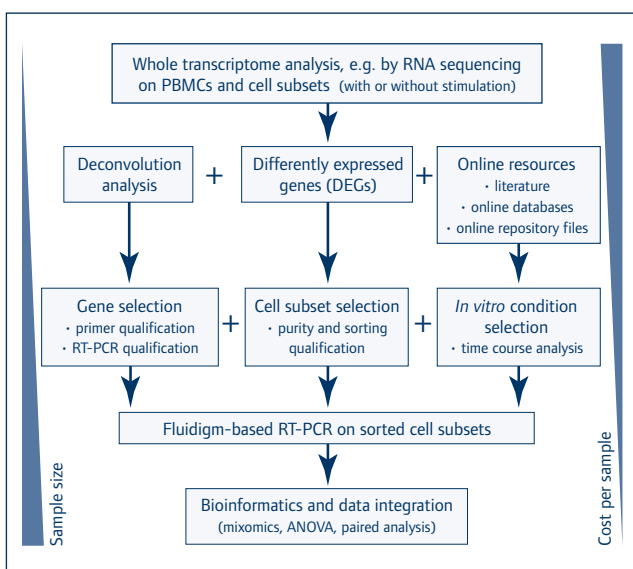 Whole transcriptome analysis, e.g. by RNA sequencing
on PBMCs and cell subsets (with or without stimulation)
Deconvolution
analysis
+
Differently expressed
genes (DEGs)
+
Online resources
· literature
· online databases
· online repository files
Gene selection
· primer qualification
· RT-PCR qualification
+
Cell subset selection
· purity and sorting
qualification
+
In vitro condition
selection
· time course analysis
Fluidigm-based RT-PCR on sorted cell subsets
Bioinformatics and data integration
(mixomics, ANOVA, paired analysis)
Sample size
Cost per sample